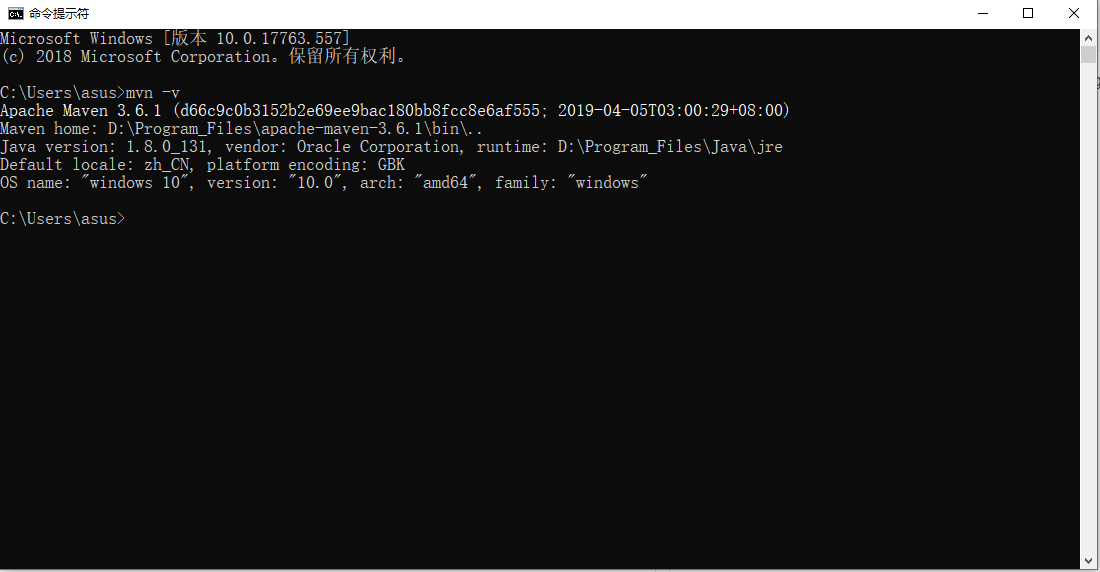 命令提示符
Microsoft Windows [版本 10.0.17763.557]
(c) 2018 Microsoft Corporation。保留所有权利。
C:\Users\asus>mvn -v
Apache Maven 3.6.1 (d66c9c0b3152b2e69ee9bac180bb8fcc8e6af555; 2019-04-05T03:00:29+08:00)
Maven home: D:\Program_Files\apache-maven-3.6.1\bin\..
Java version: 1.8.0_131, vendor: Oracle Corporation, runtime: D:\Program_Files\Java\jre
Default locale: zh_CN, platform encoding: GBK
OS name: "windows 10", version: "10.0", arch: "amd64", family: "windows"
C:\Users\asus>